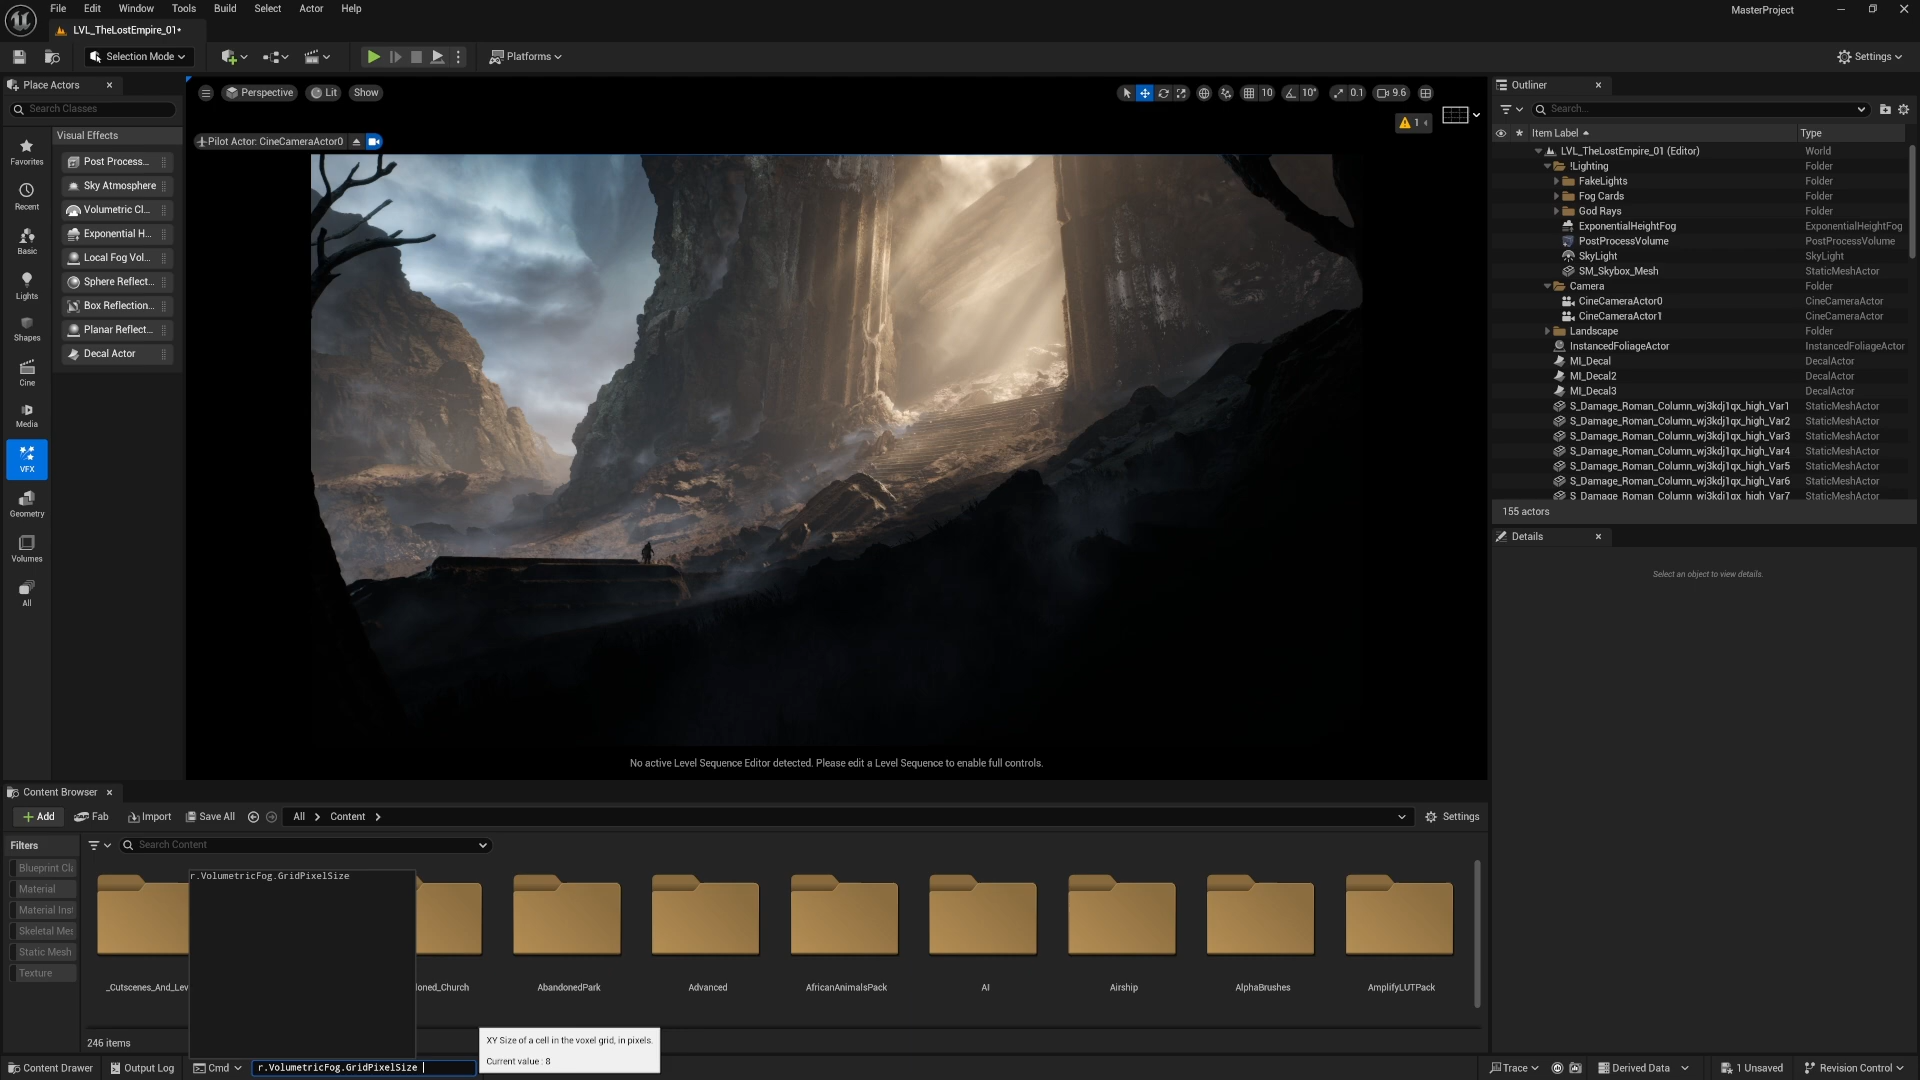 File Edit Window Tools Build Select Actor Help
MasterProject
LVL_TheLostEmpire_01*
Selection Mode
Platforms
Settings
Place Actors
Search Classes
Favorites
Recent
Basic
Lights
Shapes
Cine
Media
VFX
Geometry
Volumes
All
Visual Effects
Post Process...
Sky Atmosphere
Volumetric Cl...
Exponential H...
Local Fog Vol...
Sphere Reflect...
Box Reflection...
Planar Reflect...
Decal Actor
Perspective Lit Show
10 10° 0.1 9.6
1
Pilot Actor: CineCameraActor0
No active Level Sequence Editor detected. Please edit a Level Sequence to enable full controls.
Outliner
Search...
Item Label Type
LVL_TheLostEmpire_01 (Editor) World
!Lighting Folder
FakeLights Folder
Fog Cards Folder
God Rays Folder
ExponentialHeightFog ExponentialHeightFog
PostProcessVolume PostProcessVolume
SkyLight SkyLight
SM_Skybox_Mesh StaticMeshActor
Camera Folder
CineCameraActor0 CineCameraActor
CineCameraActor1 CineCameraActor
Landscape Folder
InstancedFoliageActor InstancedFoliageActor
MI_Decal DecalActor
MI_Decal2 DecalActor
MI_Decal3 DecalActor
S_Damage_Roman_Column_wj3kdj1qx_high_Var1 StaticMeshActor
S_Damage_Roman_Column_wj3kdj1qx_high_Var2 StaticMeshActor
S_Damage_Roman_Column_wj3kdj1qx_high_Var3 StaticMeshActor
S_Damage_Roman_Column_wj3kdj1qx_high_Var4 StaticMeshActor
S_Damage_Roman_Column_wj3kdj1qx_high_Var5 StaticMeshActor
S_Damage_Roman_Column_wj3kdj1qx_high_Var6 StaticMeshActor
S_Damage_Roman_Column_wj3kdj1qx_high_Var7 StaticMeshActor
155 actors
Details
Select an object to view details.
Content Browser
Add Fab Import Save All All Content Settings
Filters
Search Content
Blueprint Cla
Material
Material Inst
Skeletal Mes
Static Mesh
Texture
r.VolumetricFog.GridPixelSize
_Cutscenes_And_Lev
loned_Church
AbandonedPark
Advanced
AfricanAnimalsPack
AI
Airship
AlphaBrushes
AmplifyLUTPack
246 items
XY Size of a cell in the voxel grid, in pixels.
Current value : 8
Content Drawer Output Log Cmd r.VolumetricFog.GridPixelSize
Trace Derived Data 1 Unsaved Revision Control